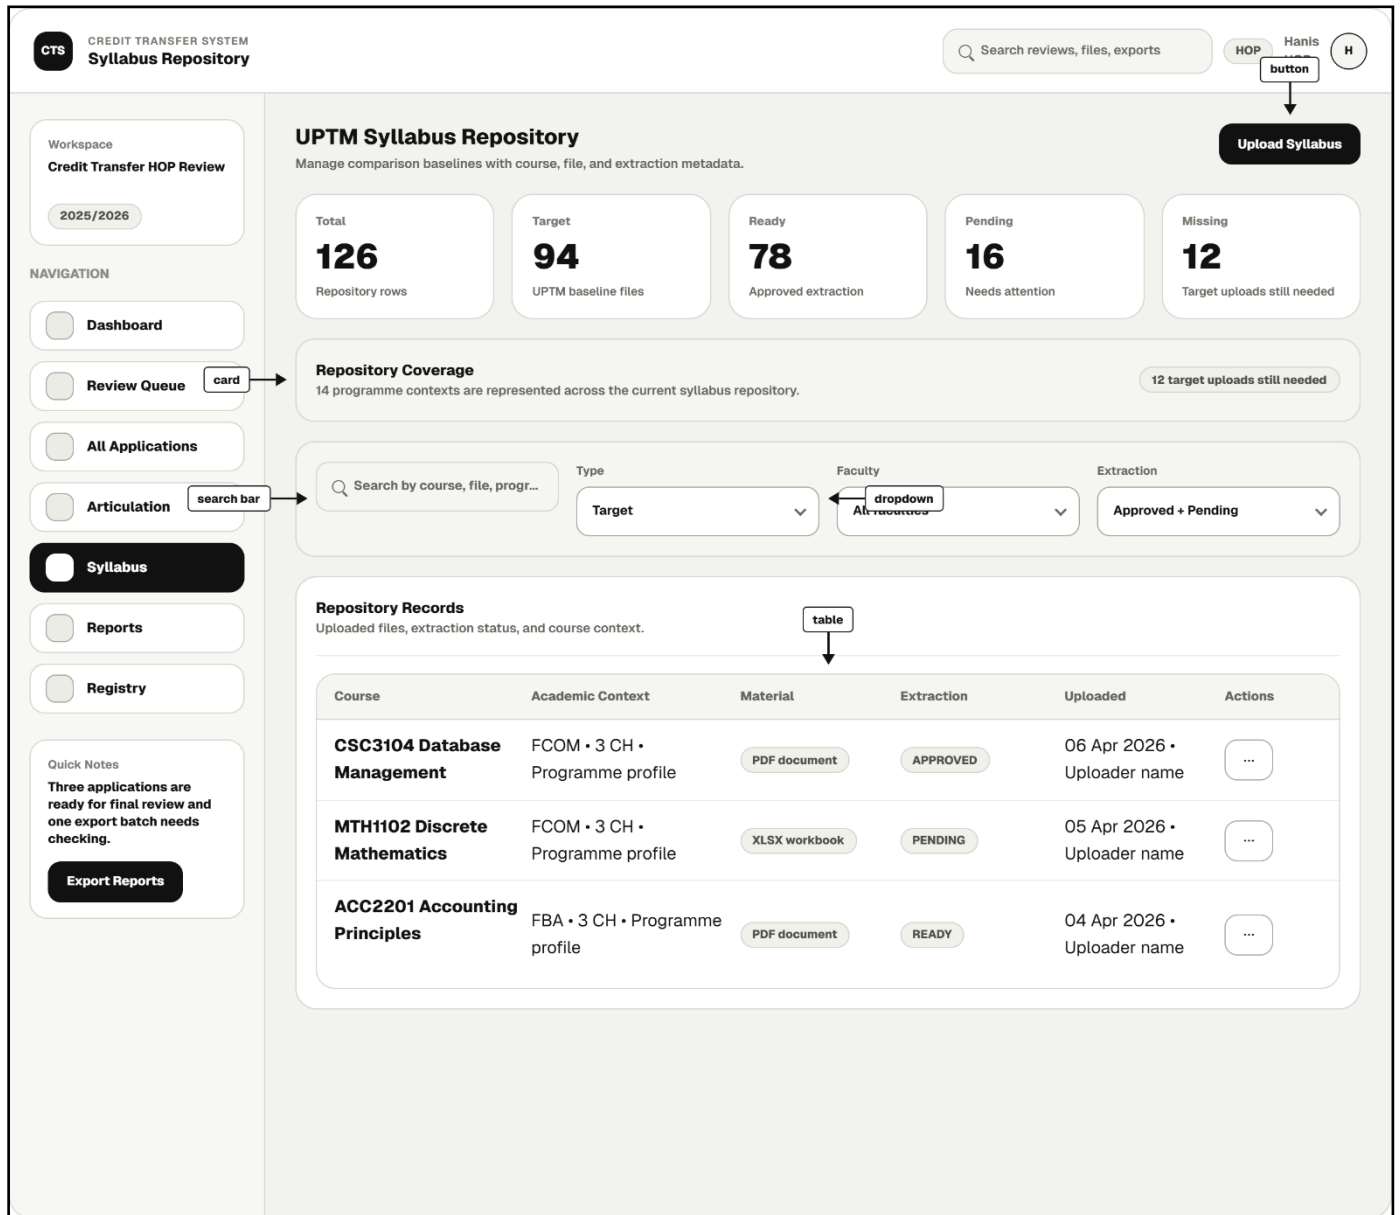 CTS
CREDIT TRANSFER SYSTEM
Syllabus Repository
Search reviews, files, exports
HOP
Hanis
H
button
Workspace
Credit Transfer HOP Review
2025/2026
NAVIGATION
Dashboard
Review Queue
All Applications
Articulation
Syllabus
Reports
Registry
Quick Notes
Three applications are
ready for final review and
one export batch needs
checking.
Export Reports
UPTM Syllabus Repository
Manage comparison baselines with course, file, and extraction metadata.
Upload Syllabus
Total
126
Repository rows
Target
94
UPTM baseline files
Ready
78
Approved extraction
Pending
16
Needs attention
Missing
12
Target uploads still needed
card
Repository Coverage
14 programme contexts are represented across the current syllabus repository.
12 target uploads still needed
search bar
Search by course, file, progr...
Type
Target
Faculty
dropdown
All faculties
Extraction
Approved + Pending
Repository Records
Uploaded files, extraction status, and course context.
table
Course Academic Context Material Extraction Uploaded Actions
CSC3104 Database
Management
FCOM • 3 CH •
Programme profile
PDF document
APPROVED
06 Apr 2026 •
Uploader name
...
MTH1102 Discrete
Mathematics
FCOM • 3 CH •
Programme profile
XLSX workbook
PENDING
05 Apr 2026 •
Uploader name
...
ACC2201 Accounting
Principles
FBA • 3 CH • Programme
profile
PDF document
READY
04 Apr 2026 •
Uploader name
...